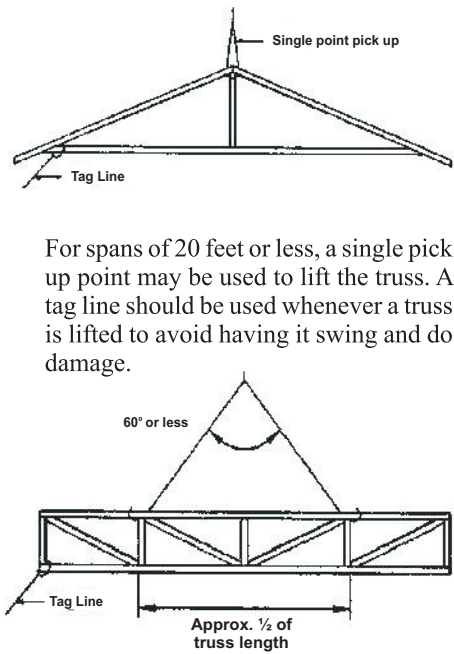 Single point pick up
Tag Line
For spans of 20 feet or less, a single pick
up point may be used to lift the truss. A
tag line should be used whenever a truss
is lifted to avoid having it swing and do
damage.
60° or less
Tag Line
Approx. ½ of
truss length